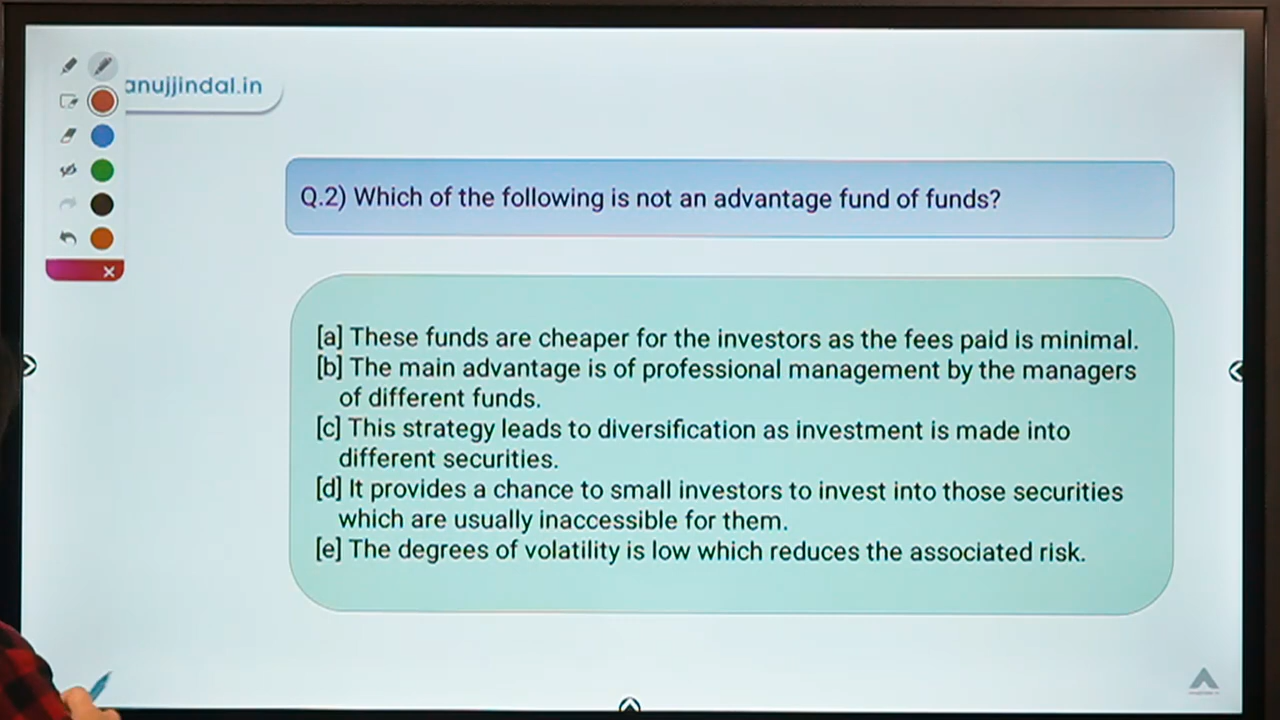 anujjindal.in
Q.2) Which of the following is not an advantage fund of funds?
[a] These funds are cheaper for the investors as the fees paid is minimal.
[b] The main advantage is of professional management by the managers
of different funds.
[c] This strategy leads to diversification as investment is made into
different securities.
[d] It provides a chance to small investors to invest into those securities
which are usually inaccessible for them.
[e] The degrees of volatility is low which reduces the associated risk.